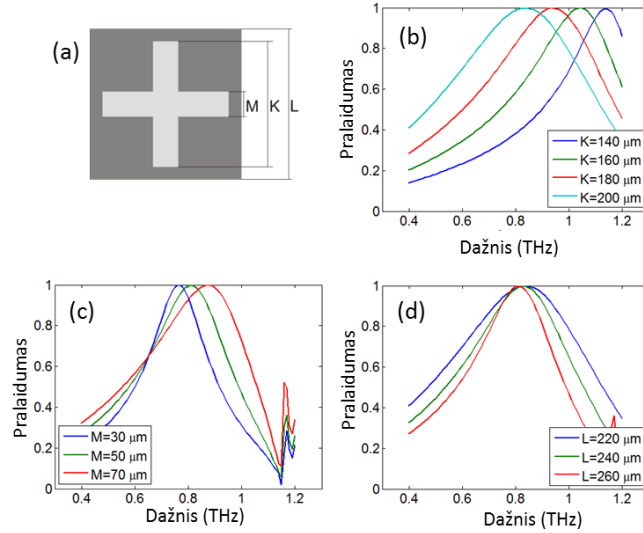 (a)
M K L
(b)
Pralaidumas
1
0.8
0.6
0.4
0.2
0
0.4 0.6 0.8 1 1.2
K=140 μm
K=160 μm
K=180 μm
K=200 μm
Dažnis (THz)
(c)
Pralaidumas
1
0.8
0.6
0.4
0.2
0
0.4 0.6 0.8 1 1.2
M=30 μm
M=50 μm
M=70 μm
Dažnis (THz)
(d)
Pralaidumas
1
0.8
0.6
0.4
0.2
0
0.4 0.6 0.8 1 1.2
L=220 μm
L=240 μm
L=260 μm
Dažnis (THz)